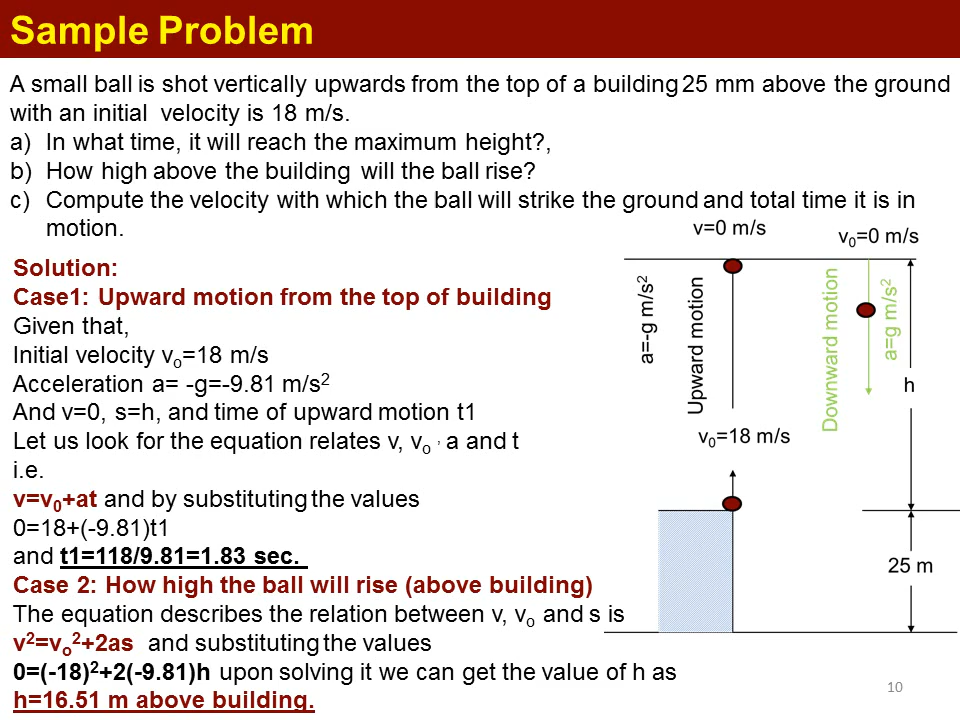 Sample Problem
A small ball is shot vertically upwards from the top of a building 25 mm above the ground
with an initial velocity is 18 m/s.
a) In what time, it will reach the maximum height?,
b) How high above the building will the ball rise?
c) Compute the velocity with which the ball will strike the ground and total time it is in
motion.
Solution:
Case1: Upward motion from the top of building
Given that,
Initial velocity vₒ=18 m/s
Acceleration a= -g=-9.81 m/s²
And v=0, s=h, and time of upward motion t1
Let us look for the equation relates v, vₒ , a and t
i.e.
v=v₀+at and by substituting the values
0=18+(-9.81)t1
and t1=118/9.81=1.83 sec.
Case 2: How high the ball will rise (above building)
The equation describes the relation between v, vₒ and s is
v²=vₒ²+2as and substituting the values
0=(-18)²+2(-9.81)h upon solving it we can get the value of h as
h=16.51 m above building.
v=0 m/s
v₀=0 m/s
a=-g m/s²
Upward motion
Downward motion
a=g m/s²
h
v₀=18 m/s
25 m
10